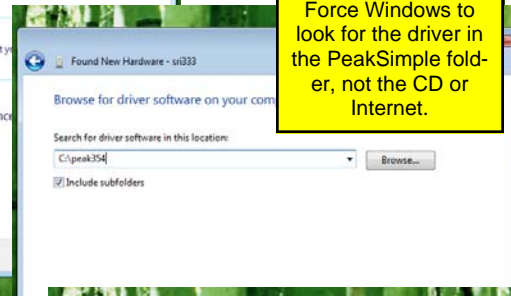 Force Windows to
look for the driver in
the PeakSimple fold-
er, not the CD or
Internet.
Found New Hardware - sri333
Browse for driver software on your com
Search for driver software in this location:
C:\peak354
Browse...
Include subfolders